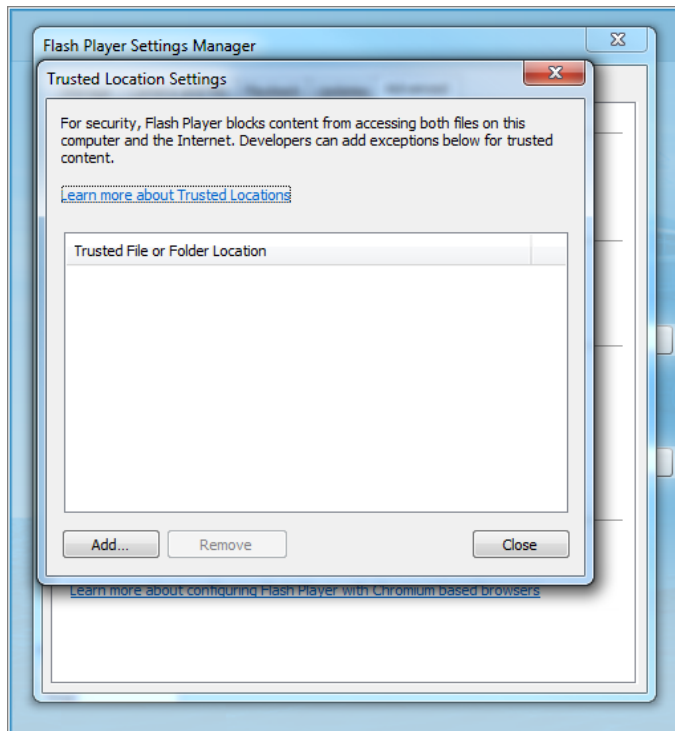 Flash Player Settings Manager
Trusted Location Settings
For security, Flash Player blocks content from accessing both files on this
computer and the Internet. Developers can add exceptions below for trusted
content.
Learn more about Trusted Locations
Trusted File or Folder Location
Add...
Remove
Close
Learn more about configuring Flash Player with Chromium based browsers